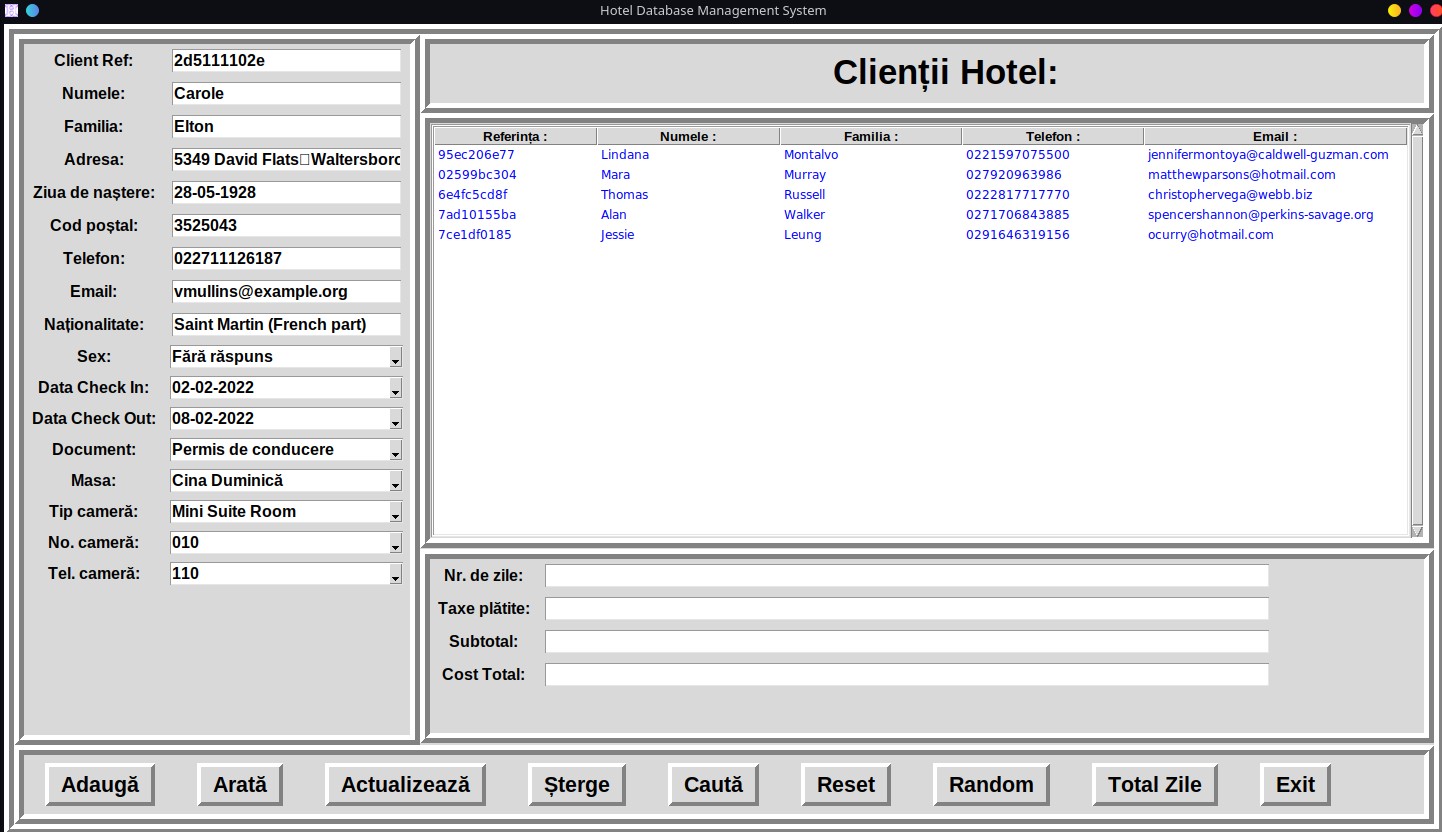 Hotel Database Management System
Client Ref: 2d5111102e
Numele: Carole
Familia: Elton
Adresa: 5349 David Flats□Waltersboro
Ziua de naștere: 28-05-1928
Cod poștal: 3525043
Telefon: 022711126187
Email: vmullins@example.org
Naționalitate: Saint Martin (French part)
Sex: Fără răspuns
Data Check In: 02-02-2022
Data Check Out: 08-02-2022
Document: Permis de conducere
Masa: Cina Duminică
Tip cameră: Mini Suite Room
No. cameră: 010
Tel. cameră: 110
Clienții Hotel:
Referința : Numele : Familia : Telefon : Email :
95ec206e77 Lindana Montalvo 0221597075500 jennifermontoya@caldwell-guzman.com
02599bc304 Mara Murray 027920963986 matthewparsons@hotmail.com
6e4fc5cd8f Thomas Russell 0222817717770 christophervega@webb.biz
7ad10155ba Alan Walker 0271706843885 spencershannon@perkins-savage.org
7ce1df0185 Jessie Leung 0291646319156 ocurry@hotmail.com
Nr. de zile:
Taxe plătite:
Subtotal:
Cost Total:
Adaugă Arată Actualizează Șterge Caută Reset Random Total Zile Exit